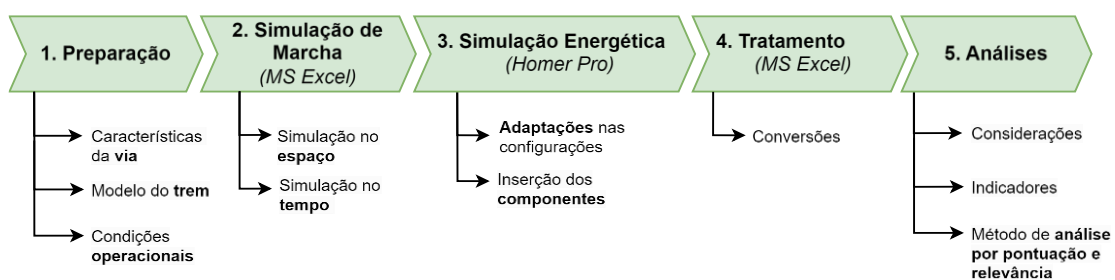 1. Preparação
2. Simulação de
Marcha
(MS Excel)
3. Simulação Energética
(Homer Pro)
4. Tratamento
(MS Excel)
5. Análises
Características
da via
Modelo do trem
Condições
operacionais
Simulação no
espaço
Simulação no
tempo
Adaptações nas
configurações
Inserção dos
componentes
Conversões
Considerações
Indicadores
Método de análise
por pontuação e
relevância